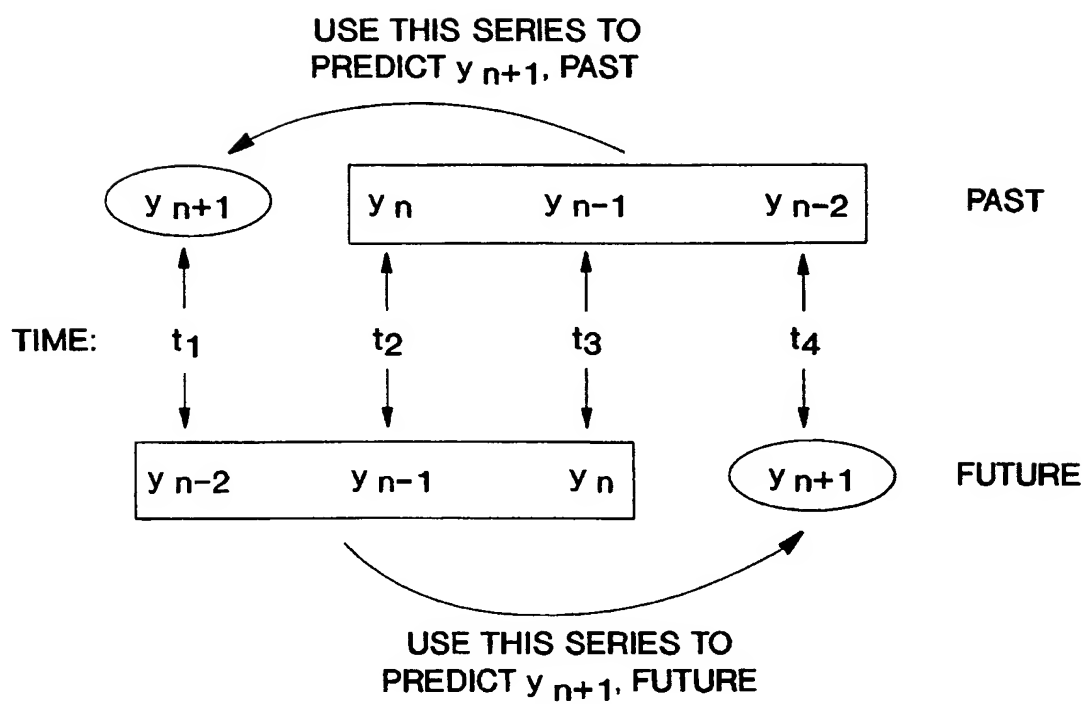 USE THIS SERIES TO
PREDICT y n+1, PAST
y n+1 y n y n-1 y n-2 PAST
TIME: t1 t2 t3 t4
y n-2 y n-1 y n y n+1 FUTURE
USE THIS SERIES TO
PREDICT y n+1, FUTURE